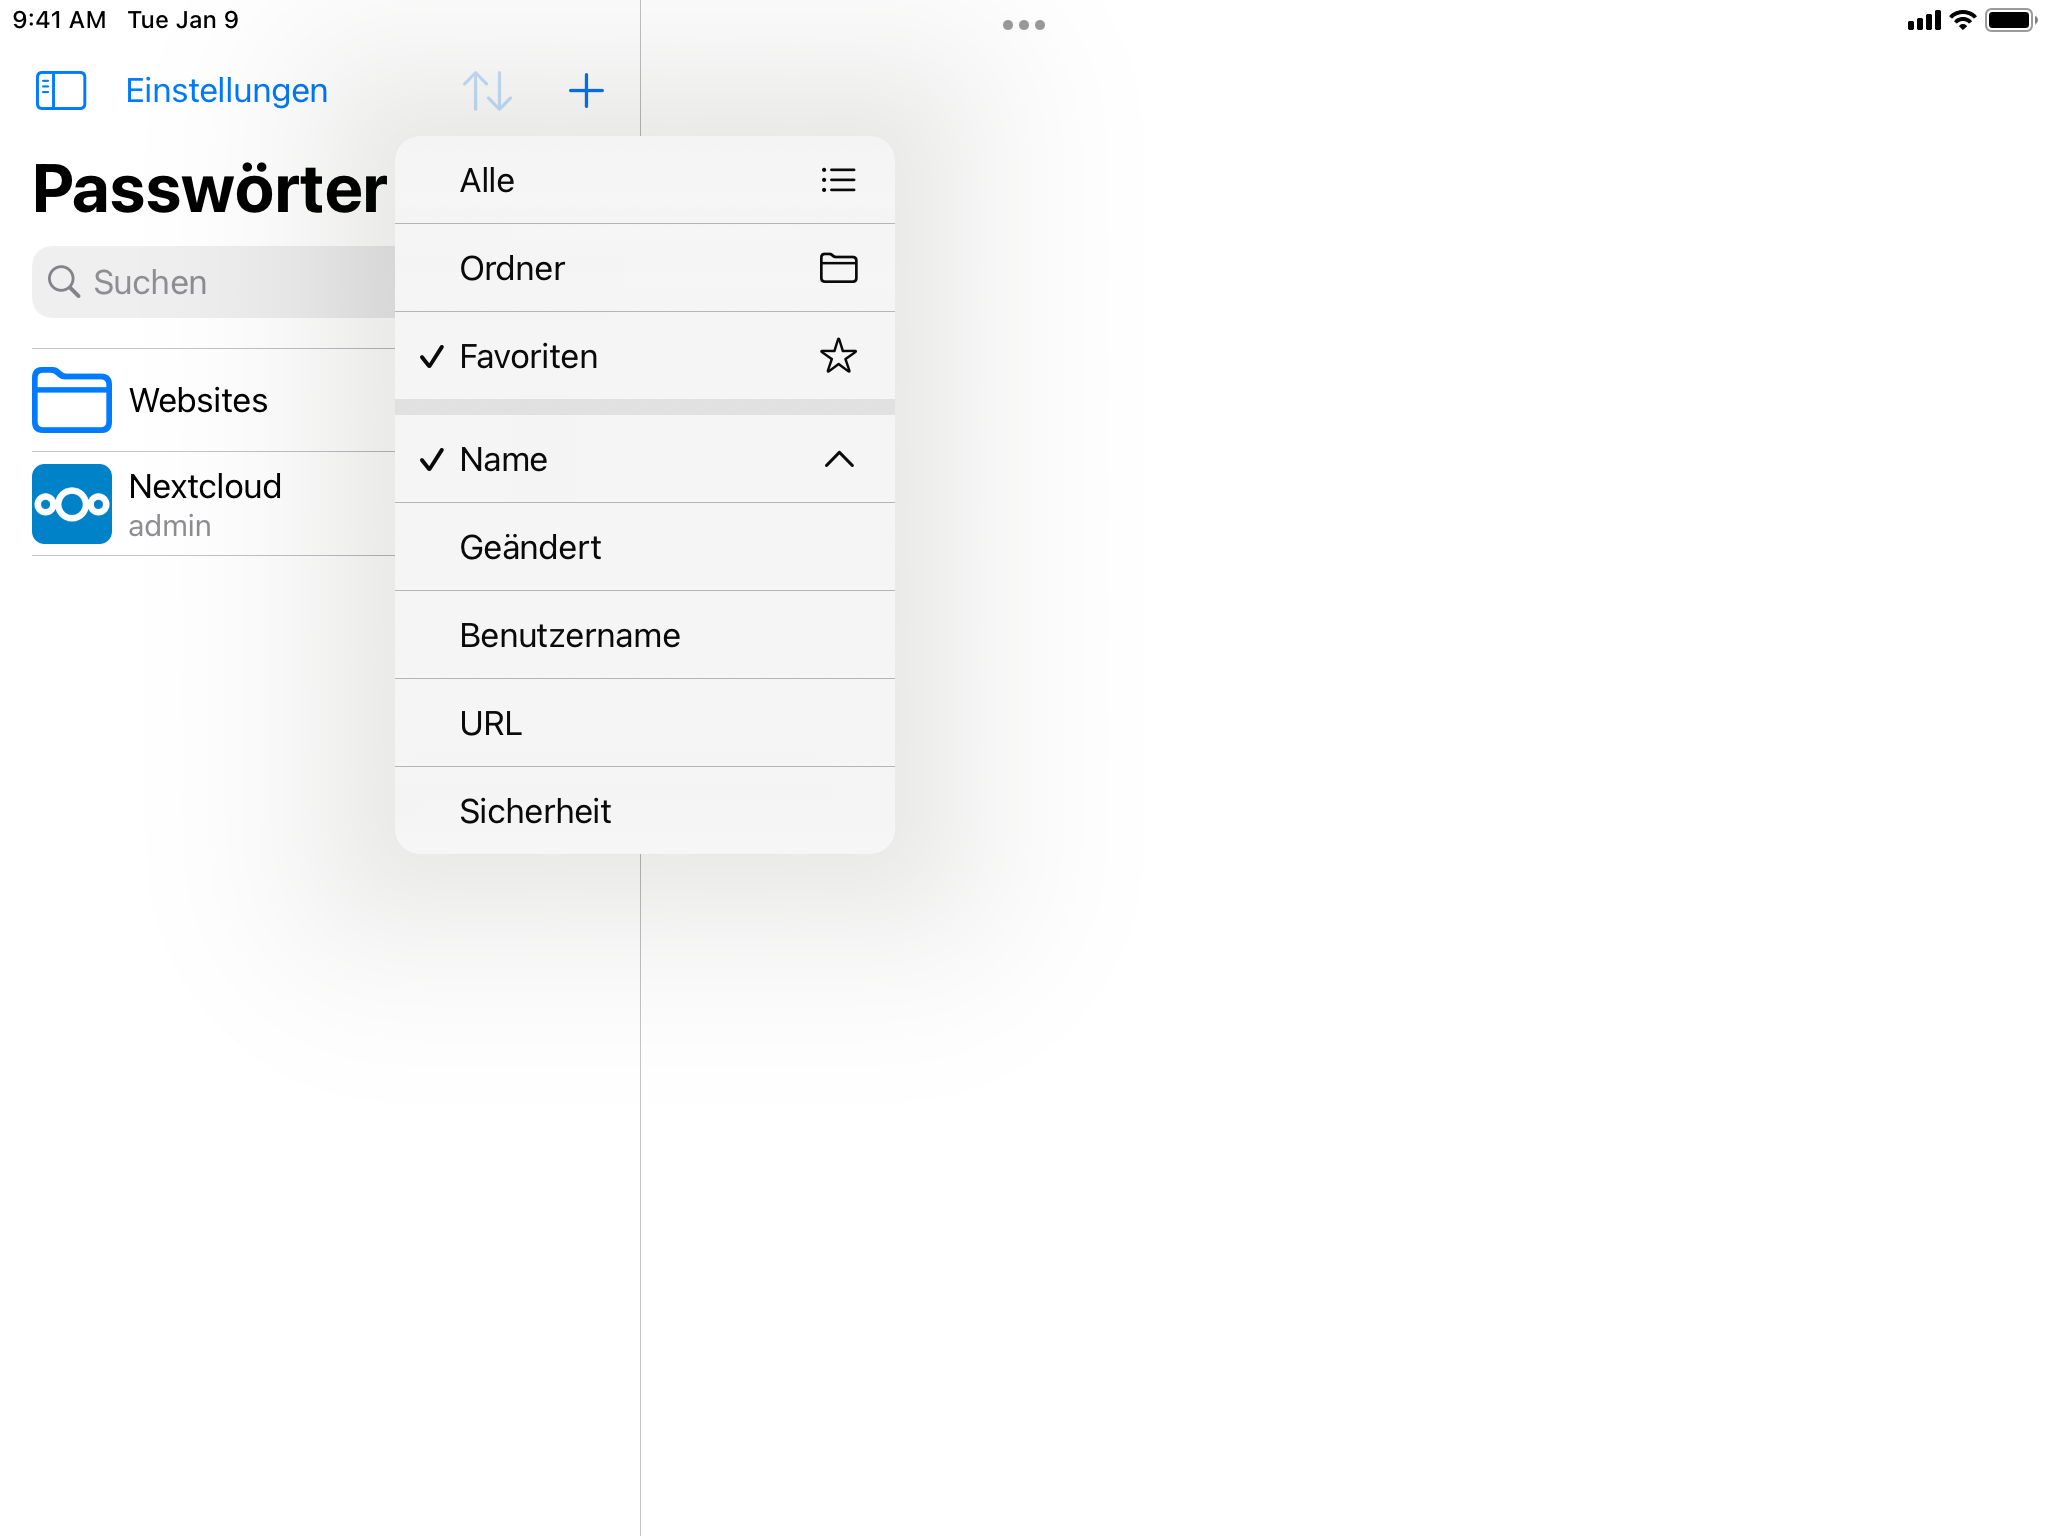 9:41 AM Tue Jan 9
Einstellungen
Passwörter
Suchen
Websites
Nextcloud
admin
Alle
Ordner
Favoriten
Name
Geändert
Benutzername
URL
Sicherheit